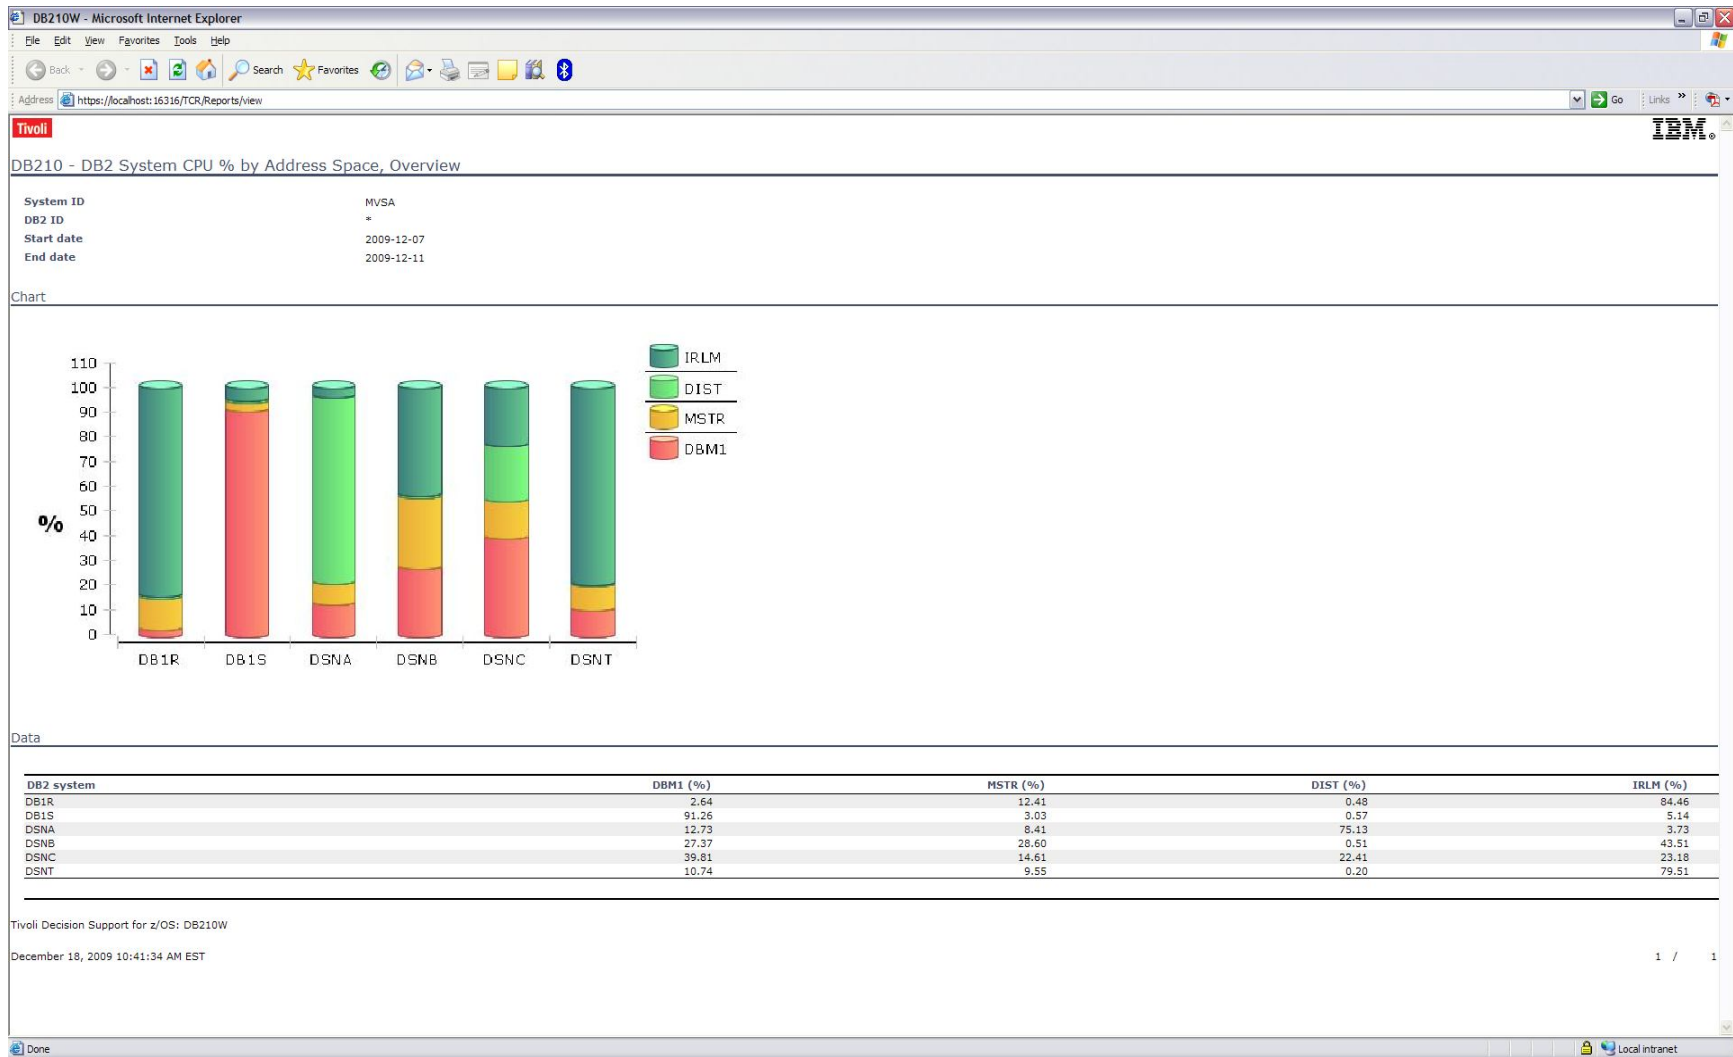 DB210W - Microsoft Internet Explorer
File Edit View Favorites Tools Help
Back Search Favorites
Address https://localhost:16316/TCR/Reports/view Go Links »
Tivoli IBM®
DB210 - DB2 System CPU % by Address Space, Overview
System ID MVSA
DB2 ID *
Start date 2009-12-07
End date 2009-12-11
Chart
110
100
90
80
70
60
50
%
40
30
20
10
0
DB1R DB1S DSNA DSNB DSNC DSNT
IRLM
DIST
MSTR
DBM1
Data
DB2 system DBM1 (%) MSTR (%) DIST (%) IRLM (%)
DB1R 2.64 12.41 0.48 84.46
DB1S 91.26 3.03 0.57 5.14
DSNA 12.73 8.41 75.13 3.73
DSNB 27.37 28.60 0.51 43.51
DSNC 39.81 14.61 22.41 23.18
DSNT 10.74 9.55 0.20 79.51
Tivoli Decision Support for z/OS: DB210W
December 18, 2009 10:41:34 AM EST 1 / 1
Done Local intranet